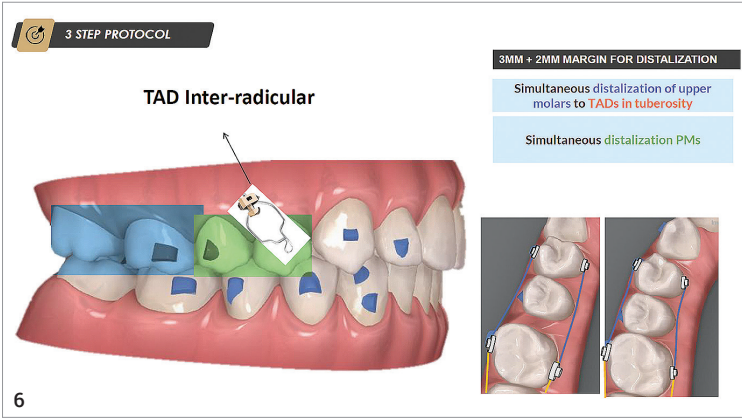 3 STEP PROTOCOL
3MM + 2MM MARGIN FOR DISTALIZATION
Simultaneous distalization of upper
molars to TADs in tuberosity
Simultaneous distalization PMs
TAD Inter-radicular
6